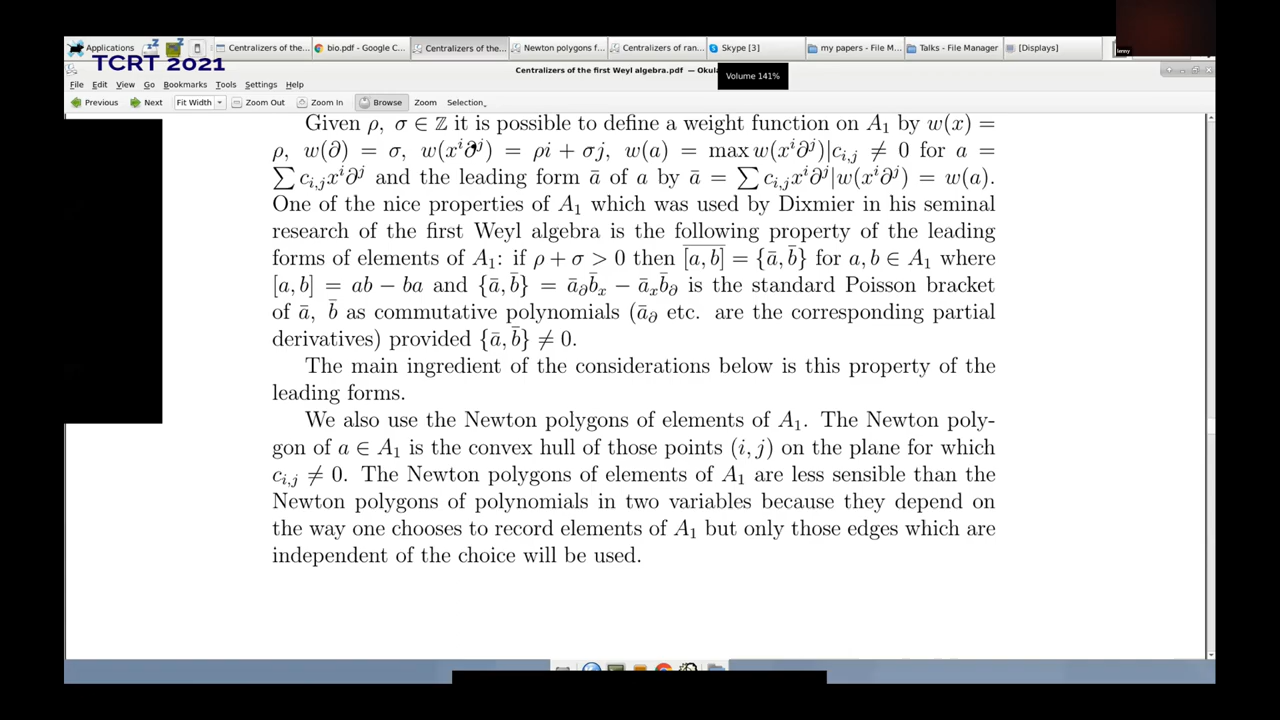 Applications
Centralizers of the...
bio.pdf - Google C...
Centralizers of the...
Newton polygons f...
Centralizers of ran...
Skype [3]
my papers - File M...
Talks - File Manager
[Displays]
TCRT 2021
Centralizers of the first Weyl algebra.pdf — Okul
Volume 141%
File Edit View Go Bookmarks Tools Settings Help
Previous Next Fit Width Zoom Out Zoom In Browse Zoom Selection
Given ρ, σ ∈ ℤ it is possible to define a weight function on A₁ by w(x) =
ρ, w(∂) = σ, w(xⁱ∂ʲ) = ρi + σj, w(a) = max w(xⁱ∂ʲ)|c_{i,j} ≠ 0 for a =
∑ c_{i,j}xⁱ∂ʲ and the leading form ā of a by ā = ∑ c_{i,j}xⁱ∂ʲ|w(xⁱ∂ʲ) = w(a).
One of the nice properties of A₁ which was used by Dixmier in his seminal
research of the first Weyl algebra is the following property of the leading
forms of elements of A₁: if ρ + σ > 0 then \overline{[a, b]} = {ā, b̄} for a, b ∈ A₁ where
[a, b] = ab − ba and {ā, b̄} = ā_∂b̄_x − ā_xb̄_∂ is the standard Poisson bracket
of ā, b̄ as commutative polynomials (ā_∂ etc. are the corresponding partial
derivatives) provided {ā, b̄} ≠ 0.
The main ingredient of the considerations below is this property of the
leading forms.
We also use the Newton polygons of elements of A₁. The Newton poly-
gon of a ∈ A₁ is the convex hull of those points (i, j) on the plane for which
c_{i,j} ≠ 0. The Newton polygons of elements of A₁ are less sensible than the
Newton polygons of polynomials in two variables because they depend on
the way one chooses to record elements of A₁ but only those edges which are
independent of the choice will be used.